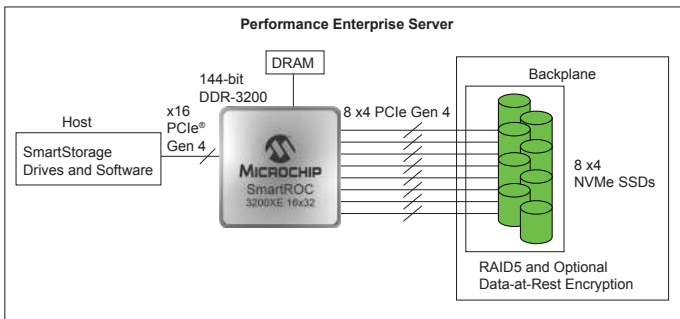 Performance Enterprise Server
DRAM
144-bit
DDR-3200
x16
PCIe®
Gen 4
Host
SmartStorage
Drives and Software
MICROCHIP
SmartROC
3200XE 16x32
8 x4 PCIe Gen 4
Backplane
8 x4
NVMe SSDs
RAID5 and Optional
Data-at-Rest Encryption